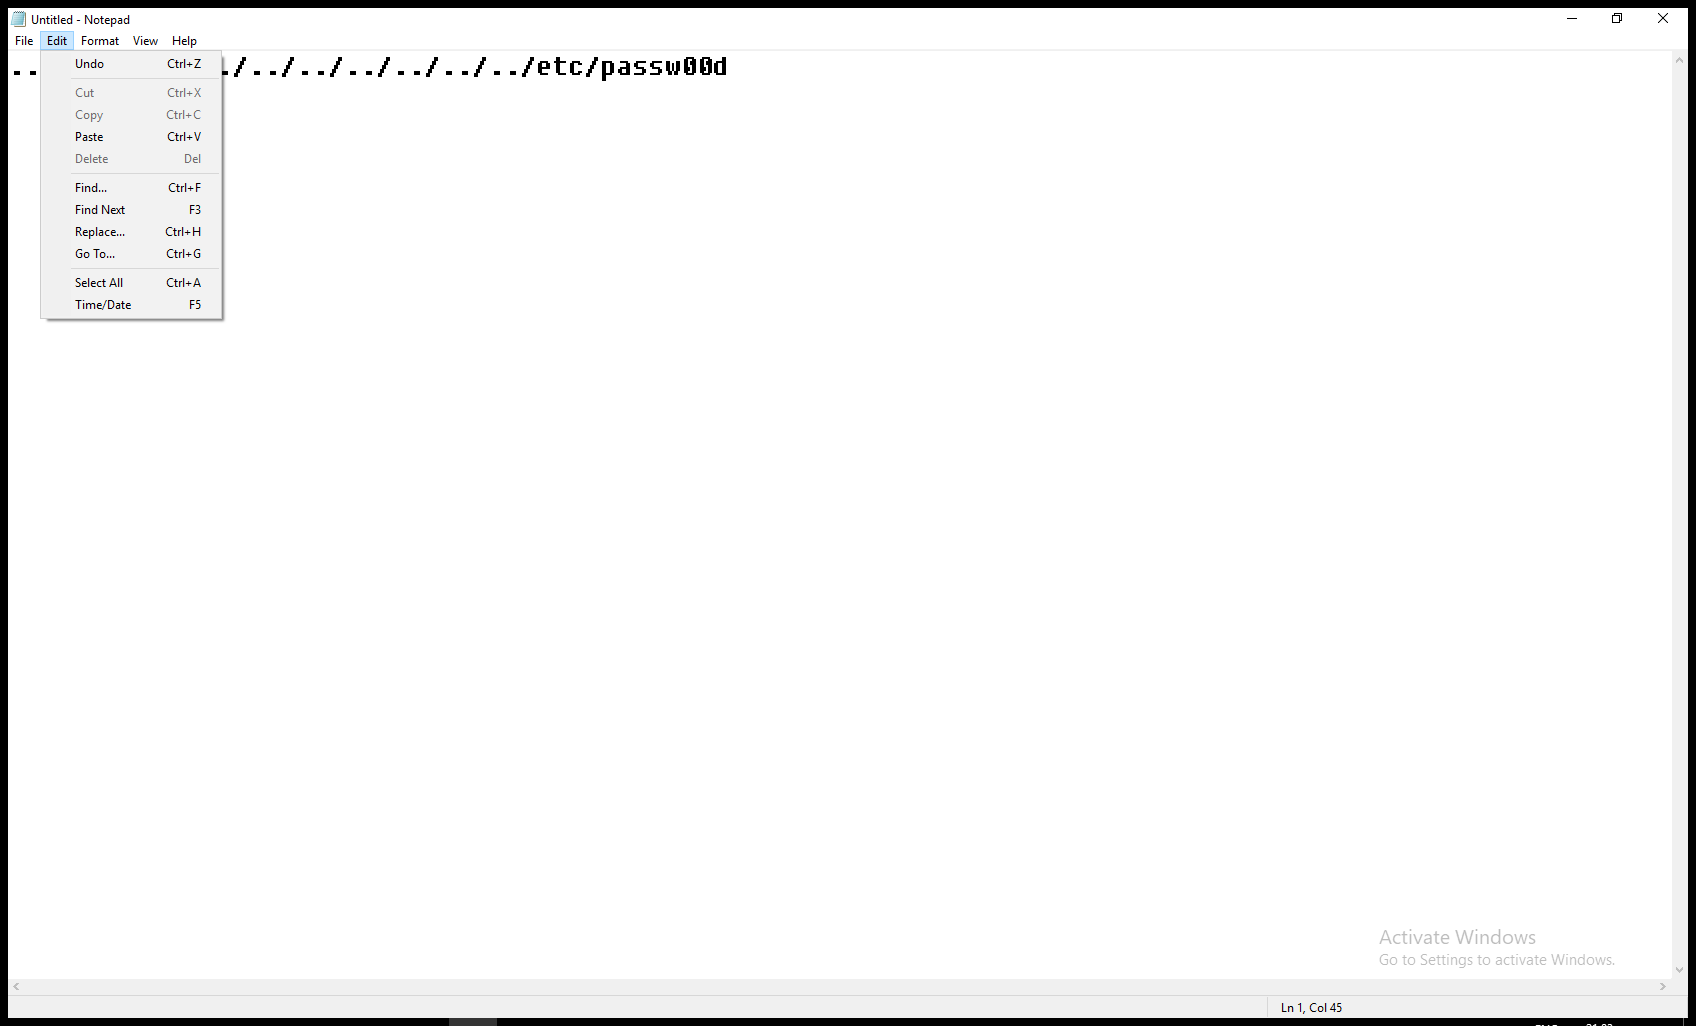 Untitled - Notepad
File Edit Format View Help
../../../../../../../etc/passw00d
Undo Ctrl+Z
Cut Ctrl+X
Copy Ctrl+C
Paste Ctrl+V
Delete Del
Find... Ctrl+F
Find Next F3
Replace... Ctrl+H
Go To... Ctrl+G
Select All Ctrl+A
Time/Date F5
Activate Windows
Go to Settings to activate Windows.
Ln 1, Col 45